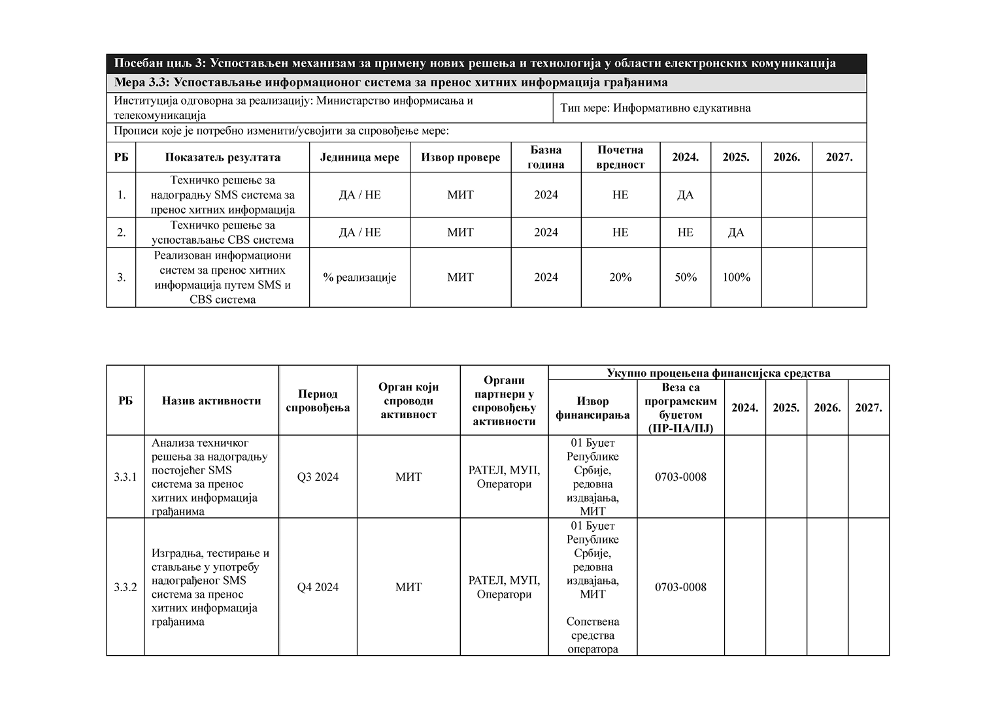 Посебан циљ 3: Успостављен механизам за примену нових решења и технологија у области електронских комуникација
Мера 3.3: Успостављање информационог система за пренос хитних информација грађанима
Институција одговорна за реализацију: Министарство информисања и
телекомуникација
Тип мере: Информативно едукативна
Прописи које је потребно изменити/усвојити за спровођење мере:
РБ
Показатељ резултата
Јединица мере
Извор провере
Базна
година
Почетна
вредност
2024.
2025.
2026.
2027.
1.
Техничко решење за
надоградњу SMS система за
пренос хитних информација
ДА / НЕ
МИТ
2024
НЕ
ДА
2.
Техничко решење за
успостављање CBS система
ДА / НЕ
МИТ
2024
НЕ
НЕ
ДА
3.
Реализован информациони
систем за пренос хитних
информација путем SMS и
CBS система
% реализације
МИТ
2024
20%
50%
100%
РБ
Назив активности
Период
спровођења
Орган који
спроводи
активност
Органи
партнери у
спровођењу
активности
Укупно процењена финансијска средства
Извор
финансирања
Веза са
програмским
буџетом
(ПР-ПА/ПЈ)
2024.
2025.
2026.
2027.
3.3.1
Анализа техничког
решења за надоградњу
постојећег SMS
система за пренос
хитних информација
грађанима
Q3 2024
МИТ
РАТЕЛ, МУП,
Оператори
01 Буџет
Републике
Србије,
редовна
издвајања,
МИТ
0703-0008
3.3.2
Изградња, тестирање и
стављање у употребу
надограђеног SMS
система за пренос
хитних информација
грађанима
Q4 2024
МИТ
РАТЕЛ, МУП,
Оператори
01 Буџет
Републике
Србије,
редовна
издвајања,
МИТ
Сопствена
средства
оператора
0703-0008